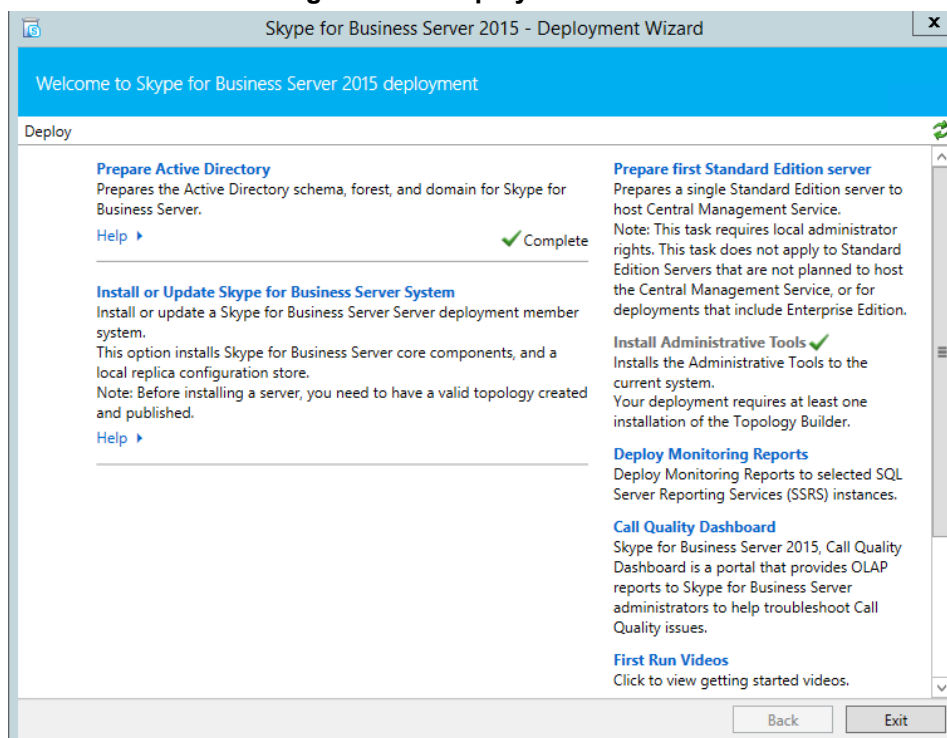 Skype for Business Server 2015 - Deployment Wizard
x
Welcome to Skype for Business Server 2015 deployment
Deploy
Prepare Active Directory
Prepares the Active Directory schema, forest, and domain for Skype for
Business Server.
Help
Complete
Install or Update Skype for Business Server System
Install or update a Skype for Business Server Server deployment member
system.
This option installs Skype for Business Server core components, and a
local replica configuration store.
Note: Before installing a server, you need to have a valid topology created
and published.
Help
Prepare first Standard Edition server
Prepares a single Standard Edition server to
host Central Management Service.
Note: This task requires local administrator
rights. This task does not apply to Standard
Edition Servers that are not planned to host
the Central Management Service, or for
deployments that include Enterprise Edition.
Install Administrative Tools
Installs the Administrative Tools to the
current system.
Your deployment requires at least one
installation of the Topology Builder.
Deploy Monitoring Reports
Deploy Monitoring Reports to selected SQL
Server Reporting Services (SSRS) instances.
Call Quality Dashboard
Skype for Business Server 2015, Call Quality
Dashboard is a portal that provides OLAP
reports to Skype for Business Server
administrators to help troubleshoot Call
Quality issues.
First Run Videos
Click to view getting started videos.
Back
Exit